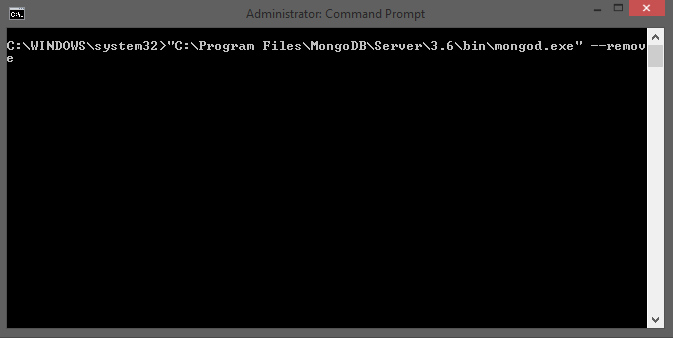 Administrator: Command Prompt
C:\WINDOWS\system32>"C:\Program Files\MongoDB\Server\3.6\bin\mongod.exe" --remov
e